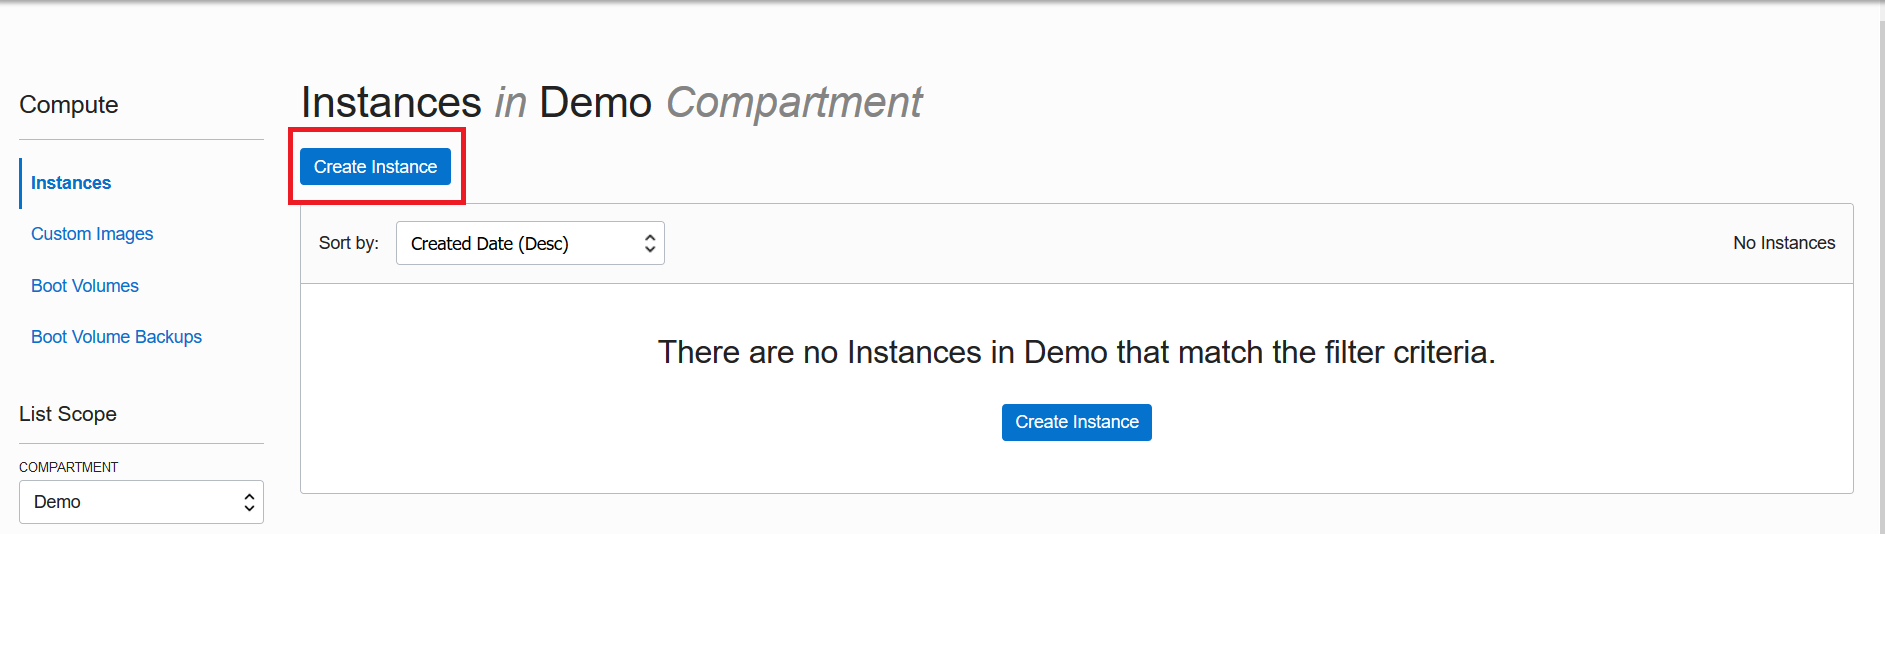 Compute
Instances
Custom Images
Boot Volumes
Boot Volume Backups
List Scope
COMPARTMENT
Demo
Instances in Demo Compartment
Create Instance
Sort by: Created Date (Desc) No Instances
There are no Instances in Demo that match the filter criteria.
Create Instance